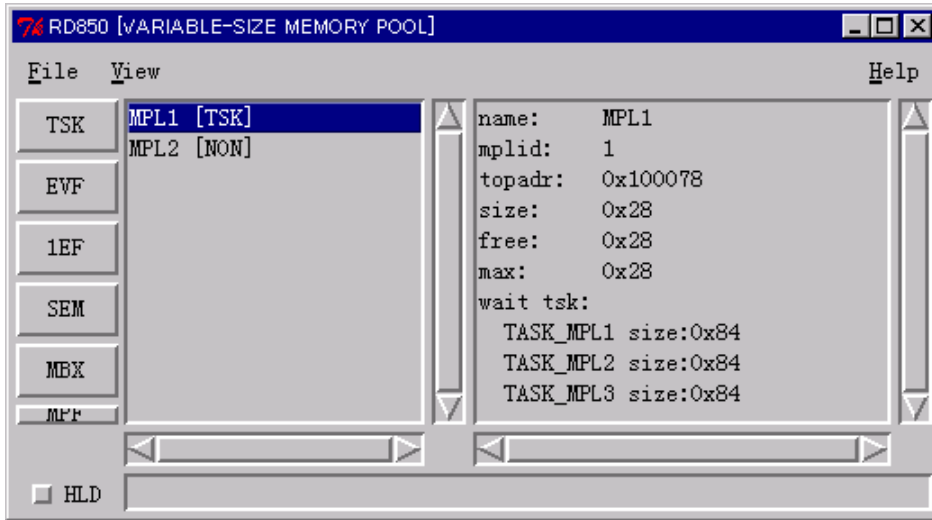 RD850 [VARIABLE-SIZE MEMORY POOL]
File View Help
TSK
EVF
1EF
SEM
MBX
MPF
HLD
MPL1 [TSK]
MPL2 [NON]
name: MPL1
mplid: 1
topadr: 0x100078
size: 0x28
free: 0x28
max: 0x28
wait tsk:
TASK_MPL1 size:0x84
TASK_MPL2 size:0x84
TASK_MPL3 size:0x84